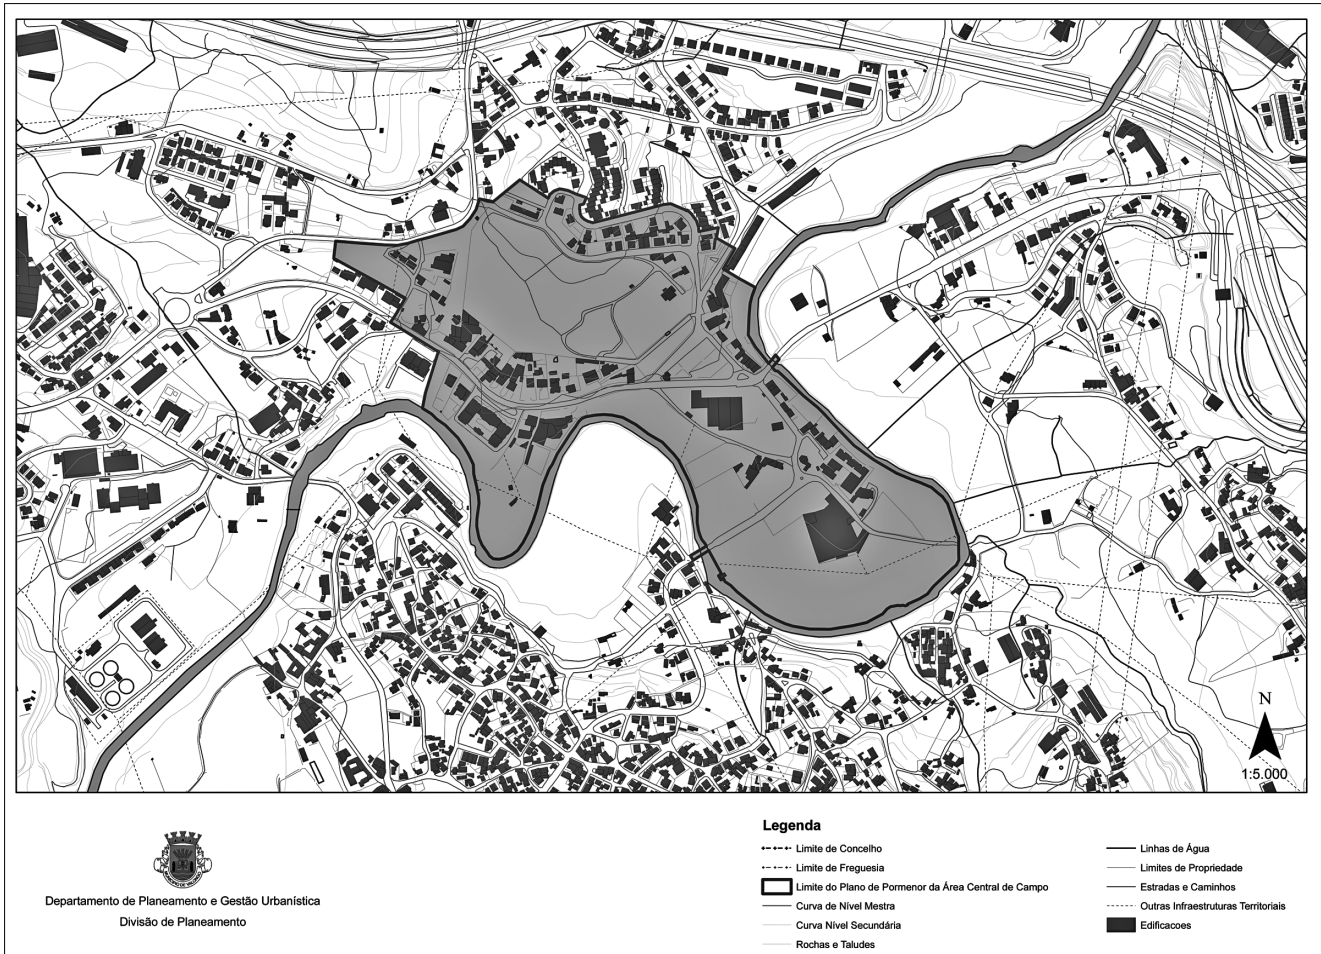 N
1:5.000
Departamento de Planeamento e Gestão Urbanística
Divisão de Planeamento
Legenda
Limite de Concelho
Limite de Freguesia
Limite do Plano de Pormenor da Área Central de Campo
Curva de Nível Mestra
Curva Nível Secundária
Rochas e Taludes
Linhas de Água
Limites de Propriedade
Estradas e Caminhos
Outras Infraestruturas Territoriais
Edificacoes